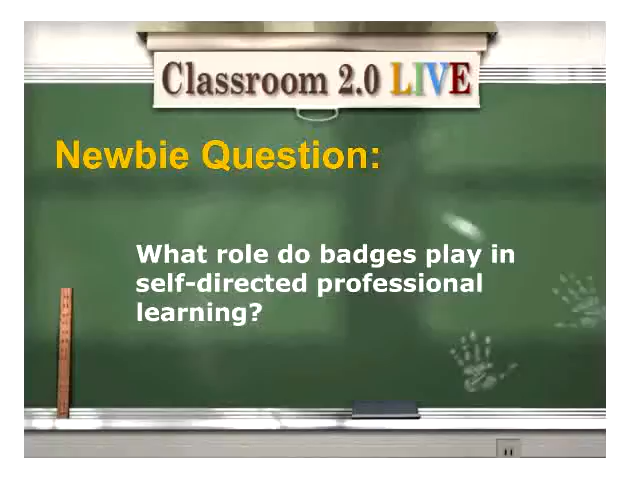 Classroom 2.0 LIVE
Newbie Question:
What role do badges play in
self-directed professional
learning?